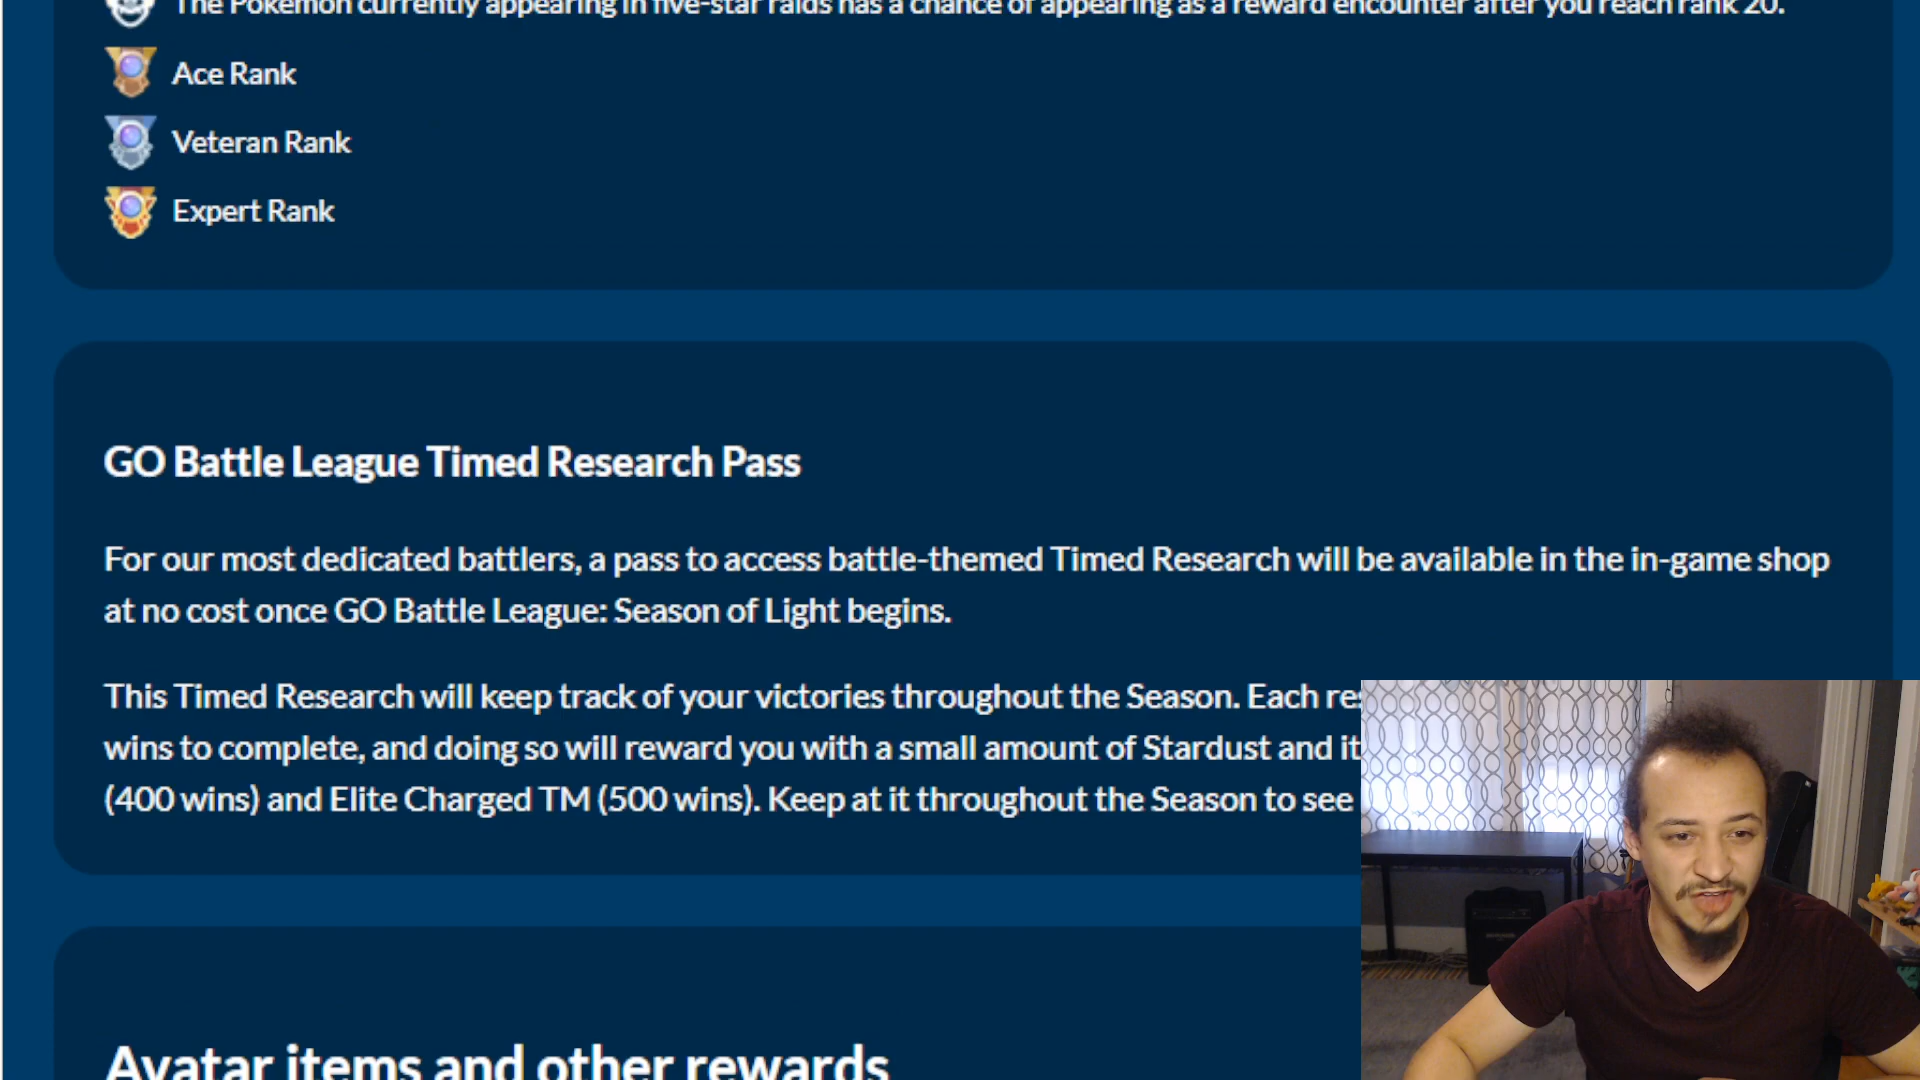 The Pokémon currently appearing in five-star raids has a chance of appearing as a reward encounter after you reach rank 20.
Ace Rank
Veteran Rank
Expert Rank
GO Battle League Timed Research Pass
For our most dedicated battlers, a pass to access battle-themed Timed Research will be available in the in-game shop
at no cost once GO Battle League: Season of Light begins.
This Timed Research will keep track of your victories throughout the Season. Each res
wins to complete, and doing so will reward you with a small amount of Stardust and it
(400 wins) and Elite Charged TM (500 wins). Keep at it throughout the Season to see
Avatar items and other rewards